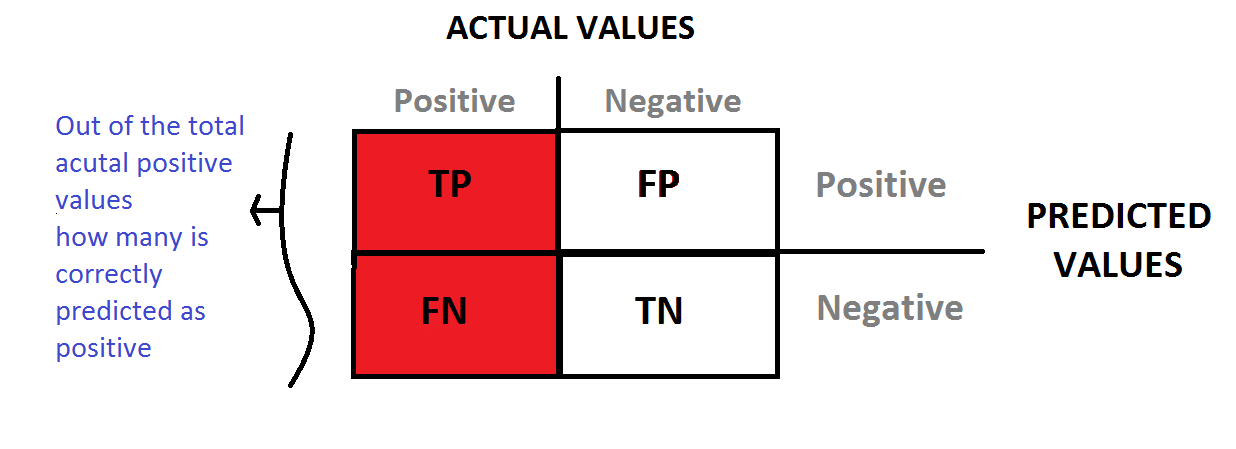 ACTUAL VALUES
Positive
Negative
Out of the total
acutal positive
values
how many is
correctly
predicted as
positive
TP
FP
Positive
FN
TN
Negative
PREDICTED
VALUES